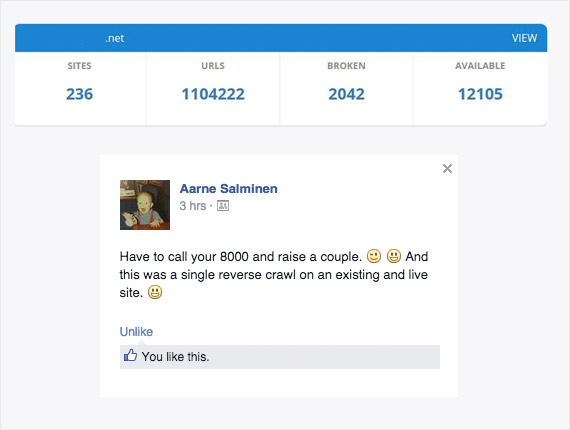 .net VIEW
SITES URLS BROKEN AVAILABLE
236 1104222 2042 12105
Aarne Salminen
3 hrs ·
Have to call your 8000 and raise a couple. 😉 😃 And
this was a single reverse crawl on an existing and live
site. 😃
Unlike
You like this.